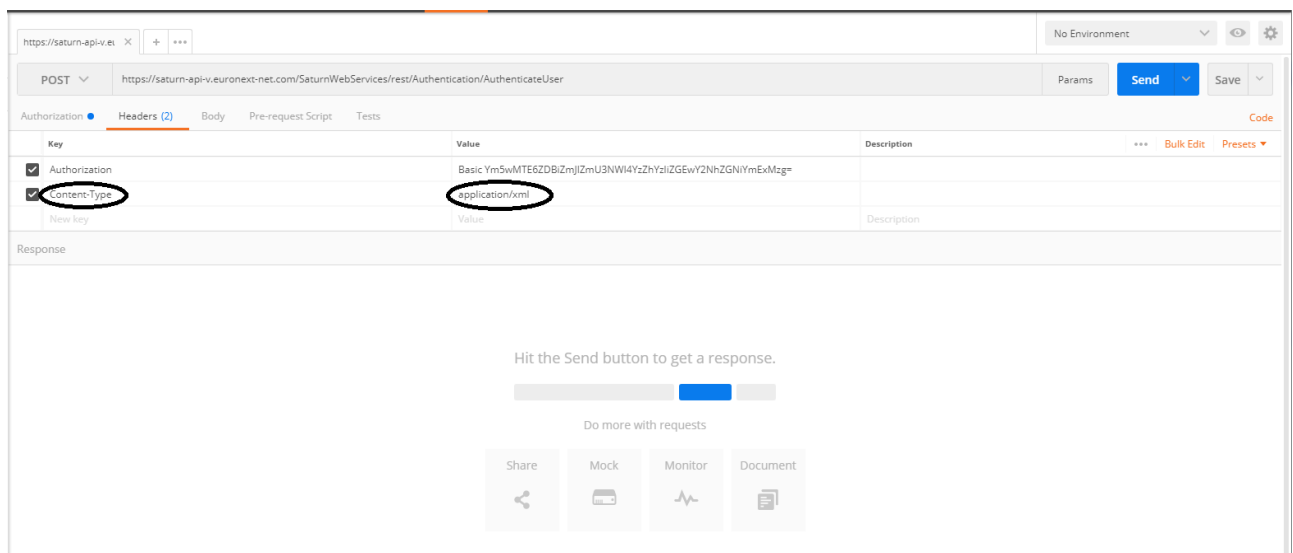 https://saturn-api-v.eu
No Environment
POST
https://saturn-api-v.euronext-net.com/SaturnWebServices/rest/Authentication/AuthenticateUser
Params
Send
Save
Authorization
Headers (2)
Body
Pre-request Script
Tests
Code
Key
Value
Description
Bulk Edit
Presets
Authorization
Basic Ym5wMTE6ZDBiZmJlZmU3NWI4YzZhYzliZGEwY2NhZGNiYmExMzg=
Content-Type
application/xml
New key
Value
Description
Response
Hit the Send button to get a response.
Do more with requests
Share
Mock
Monitor
Document